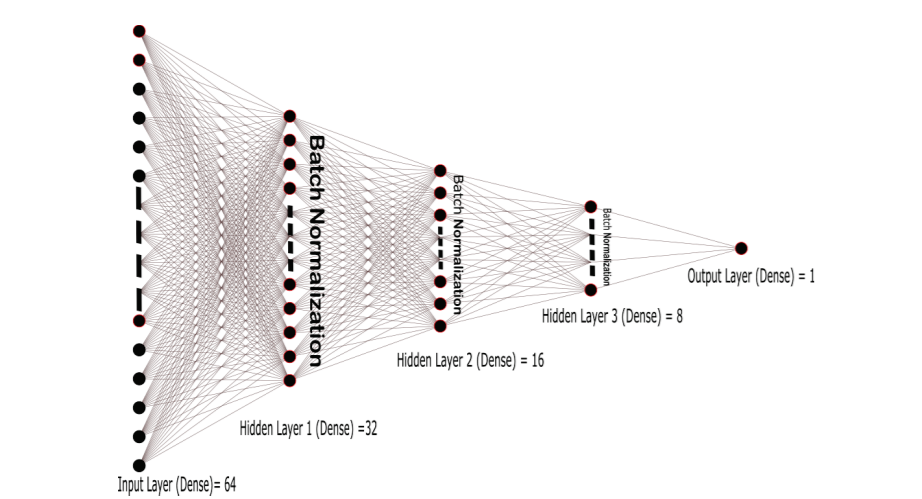 Batch Normalization
Batch Normalization
Batch Normalization
Output Layer (Dense) = 1
Hidden Layer 3 (Dense) = 8
Hidden Layer 2 (Dense) = 16
Hidden Layer 1 (Dense) =32
Input Layer (Dense)= 64